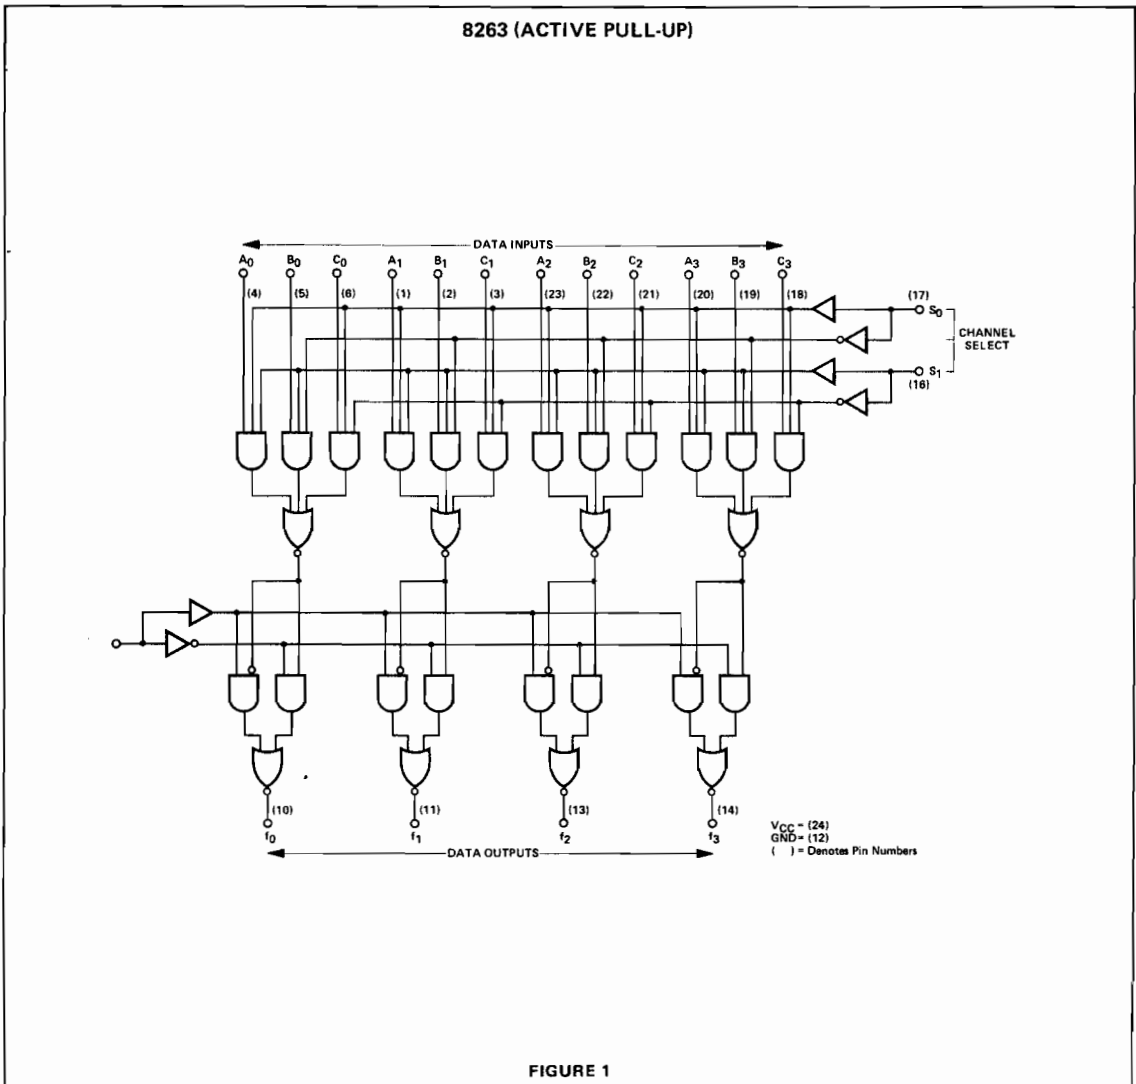 8263 (ACTIVE PULL-UP)
DATA INPUTS
A0 B0 C0 A1 B1 C1 A2 B2 C2 A3 B3 C3
(4) (5) (6) (1) (2) (3) (23) (22) (21) (20) (19) (18)
(17)
S0
CHANNEL
SELECT
S1
(16)
(10) (11) (13) (14)
f0 f1 f2 f3
DATA OUTPUTS
VCC = (24)
GND = (12)
( ) = Denotes Pin Numbers
FIGURE 1